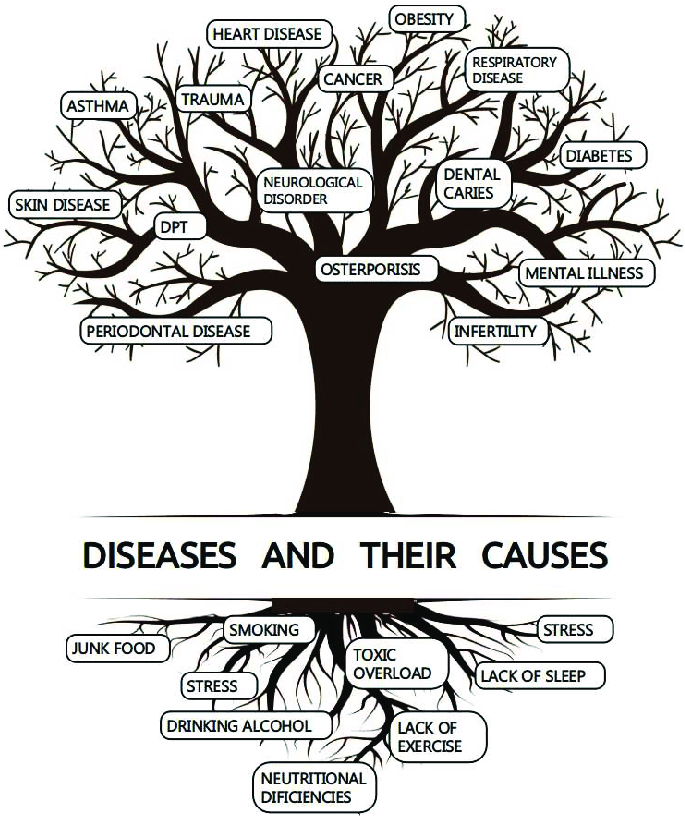 OBESITY
HEART DISEASE
RESPIRATORY
DISEASE
CANCER
TRAUMA
ASTHMA
DIABETES
DENTAL
CARIES
NEUROLOGICAL
DISORDER
SKIN DISEASE
DPT
OSTERPORISIS
MENTAL ILLNESS
PERIODONTAL DISEASE
INFERTILITY
DISEASES AND THEIR CAUSES
SMOKING
STRESS
JUNK FOOD
TOXIC
OVERLOAD
LACK OF SLEEP
STRESS
DRINKING ALCOHOL
LACK OF
EXERCISE
NEUTRITIONAL
DIFICIENCIES